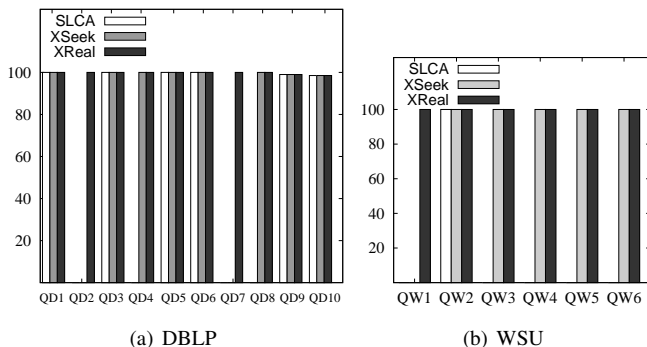 SLCA
XSeek
XReal
100
80
60
40
20
QD1 QD2 QD3 QD4 QD5 QD6 QD7 QD8 QD9 QD10
(a) DBLP
SLCA
XSeek
XReal
100
80
60
40
20
QW1 QW2 QW3 QW4 QW5 QW6
(b) WSU